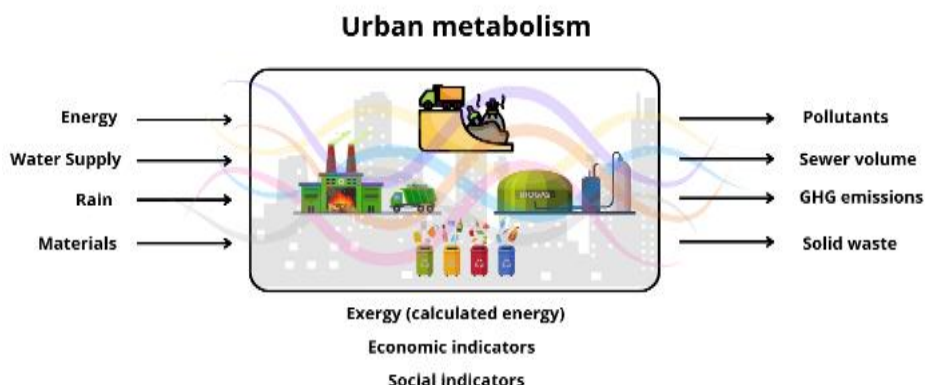 Urban metabolism
Energy
Water Supply
Rain
Materials
BIOGAS
Pollutants
Sewer volume
GHG emissions
Solid waste
Exergy (calculated energy)
Economic indicators
Social indicators